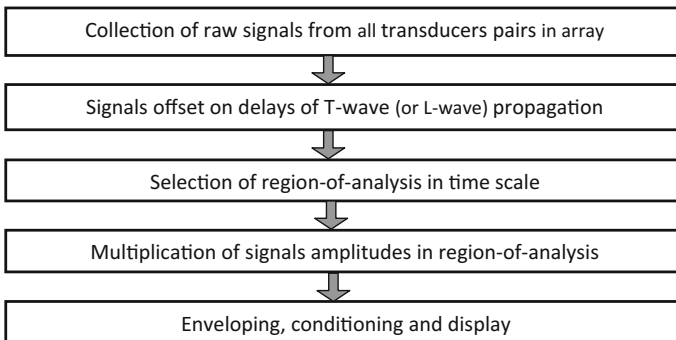 Collection of raw signals from all transducers pairs in array
Signals offset on delays of T-wave (or L-wave) propagation
Selection of region-of-analysis in time scale
Multiplication of signals amplitudes in region-of-analysis
Enveloping, conditioning and display